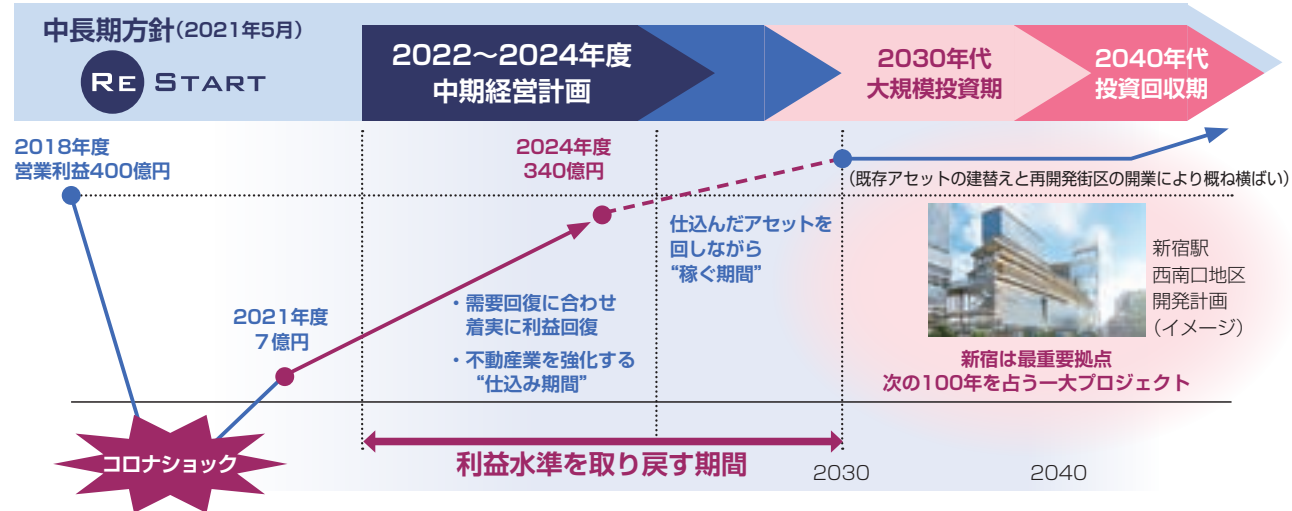 中長期方針(2021年5月)
RE START
2022〜2024年度
中期経営計画
2030年代
大規模投資期
2040年代
投資回収期
2018年度
営業利益400億円
2024年度
340億円
(既存アセットの建替えと再開発街区の開業により概ね横ばい)
仕込んだアセットを
回しながら
“稼ぐ期間”
新宿駅
西南口地区
開発計画
(イメージ)
・需要回復に合わせ
着実に利益回復
・不動産業を強化する
“仕込み期間”
2021年度
7億円
新宿は最重要拠点
次の100年を占う一大プロジェクト
コロナショック
利益水準を取り戻す期間
2030
2040